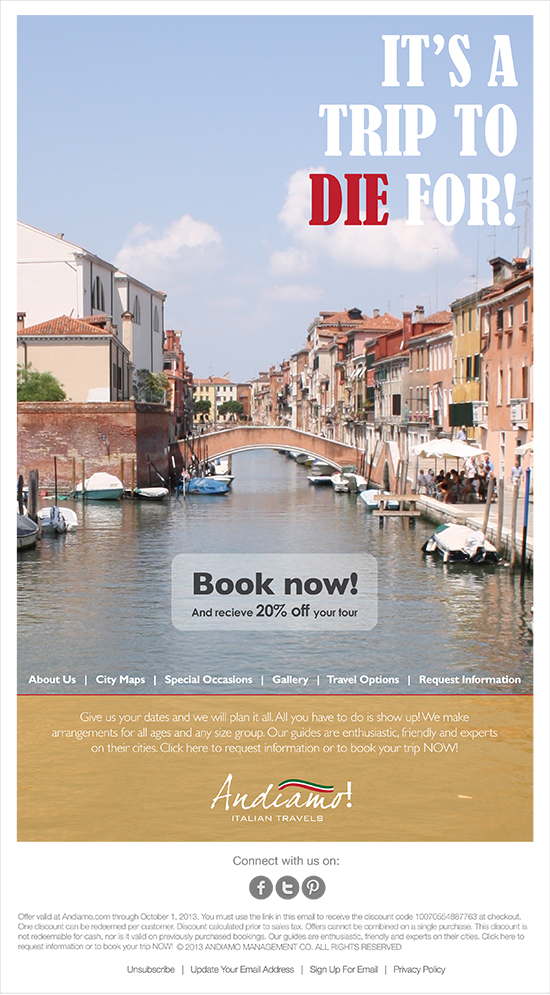 IT'S A
TRIP TO
DIE FOR!
Book now!
And recieve 20% off your tour
About Us | City Maps | Special Occasions | Gallery | Travel Options | Request Information
Give us your dates and we will plan it all. All you have to do is show up! We make
arrangements for all ages and any size group. Our guides are enthusiastic, friendly and experts
on their cities. Click here to request information or to book your trip NOW!
Andiamo!
ITALIAN TRAVELS
Connect with us on:
Offer valid at Andiamo.com through October 1, 2013. You must use the link in this email to receive the discount code 10070554887763 at checkout.
One discount can be redeemed per customer. Discount calculated prior to sales tax. Offers cannot be combined on a single purchase. This discount is
not redeemable for cash, nor is it valid on previously purchased bookings. Our guides are enthusiastic, friendly and experts on their cities. Click here to
request information or to book your trip NOW! © 2013 ANDIAMO MANAGEMENT CO. ALL RIGHTS RESERVED
Unsubscribe | Update Your Email Address | Sign Up For Email | Privacy Policy